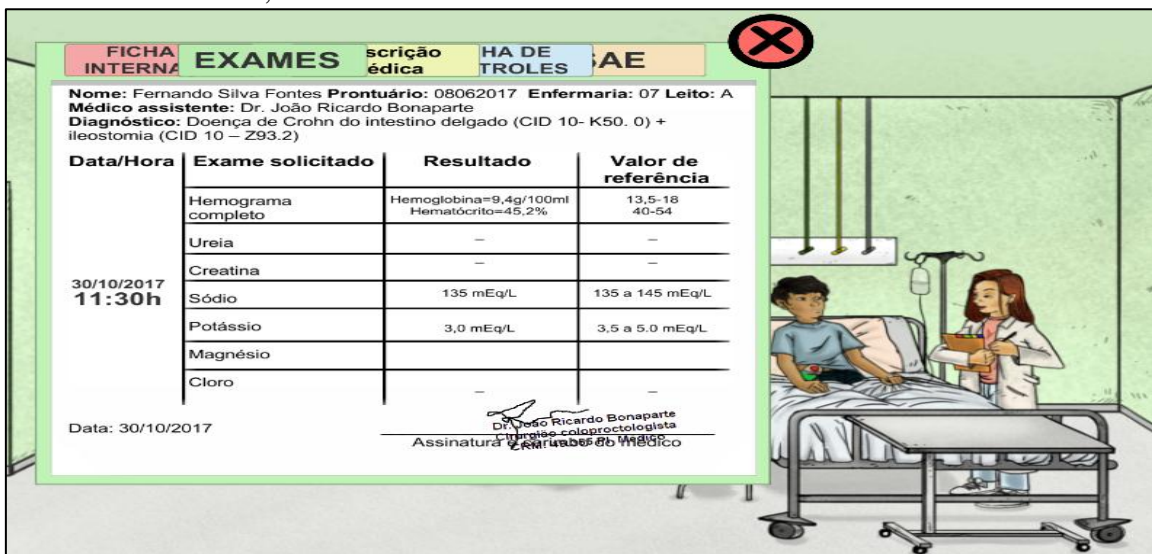 FICHA
INTERNA
EXAMES
scrição
édica
HA DE
TROLES
SAE
Nome: Fernando Silva Fontes Prontuário: 08062017 Enfermaria: 07 Leito: A
Médico assistente: Dr. João Ricardo Bonaparte
Diagnóstico: Doença de Crohn do intestino delgado (CID 10- K50. 0) +
ileostomia (CID 10 – Z93.2)
Data/Hora Exame solicitado Resultado Valor de
referência
Hemograma
completo
Hemoglobina=9,4g/100ml
Hematócrito=45,2%
13,5-18
40-54
Ureia – –
Creatina – –
30/10/2017
11:30h
Sódio 135 mEq/L 135 a 145 mEq/L
Potássio 3,0 mEq/L 3,5 a 5.0 mEq/L
Magnésio
Cloro – –
Data: 30/10/2017
Dr. João Ricardo Bonaparte
Cirurgião coloproctologista
Assinatura e carimbo do médico